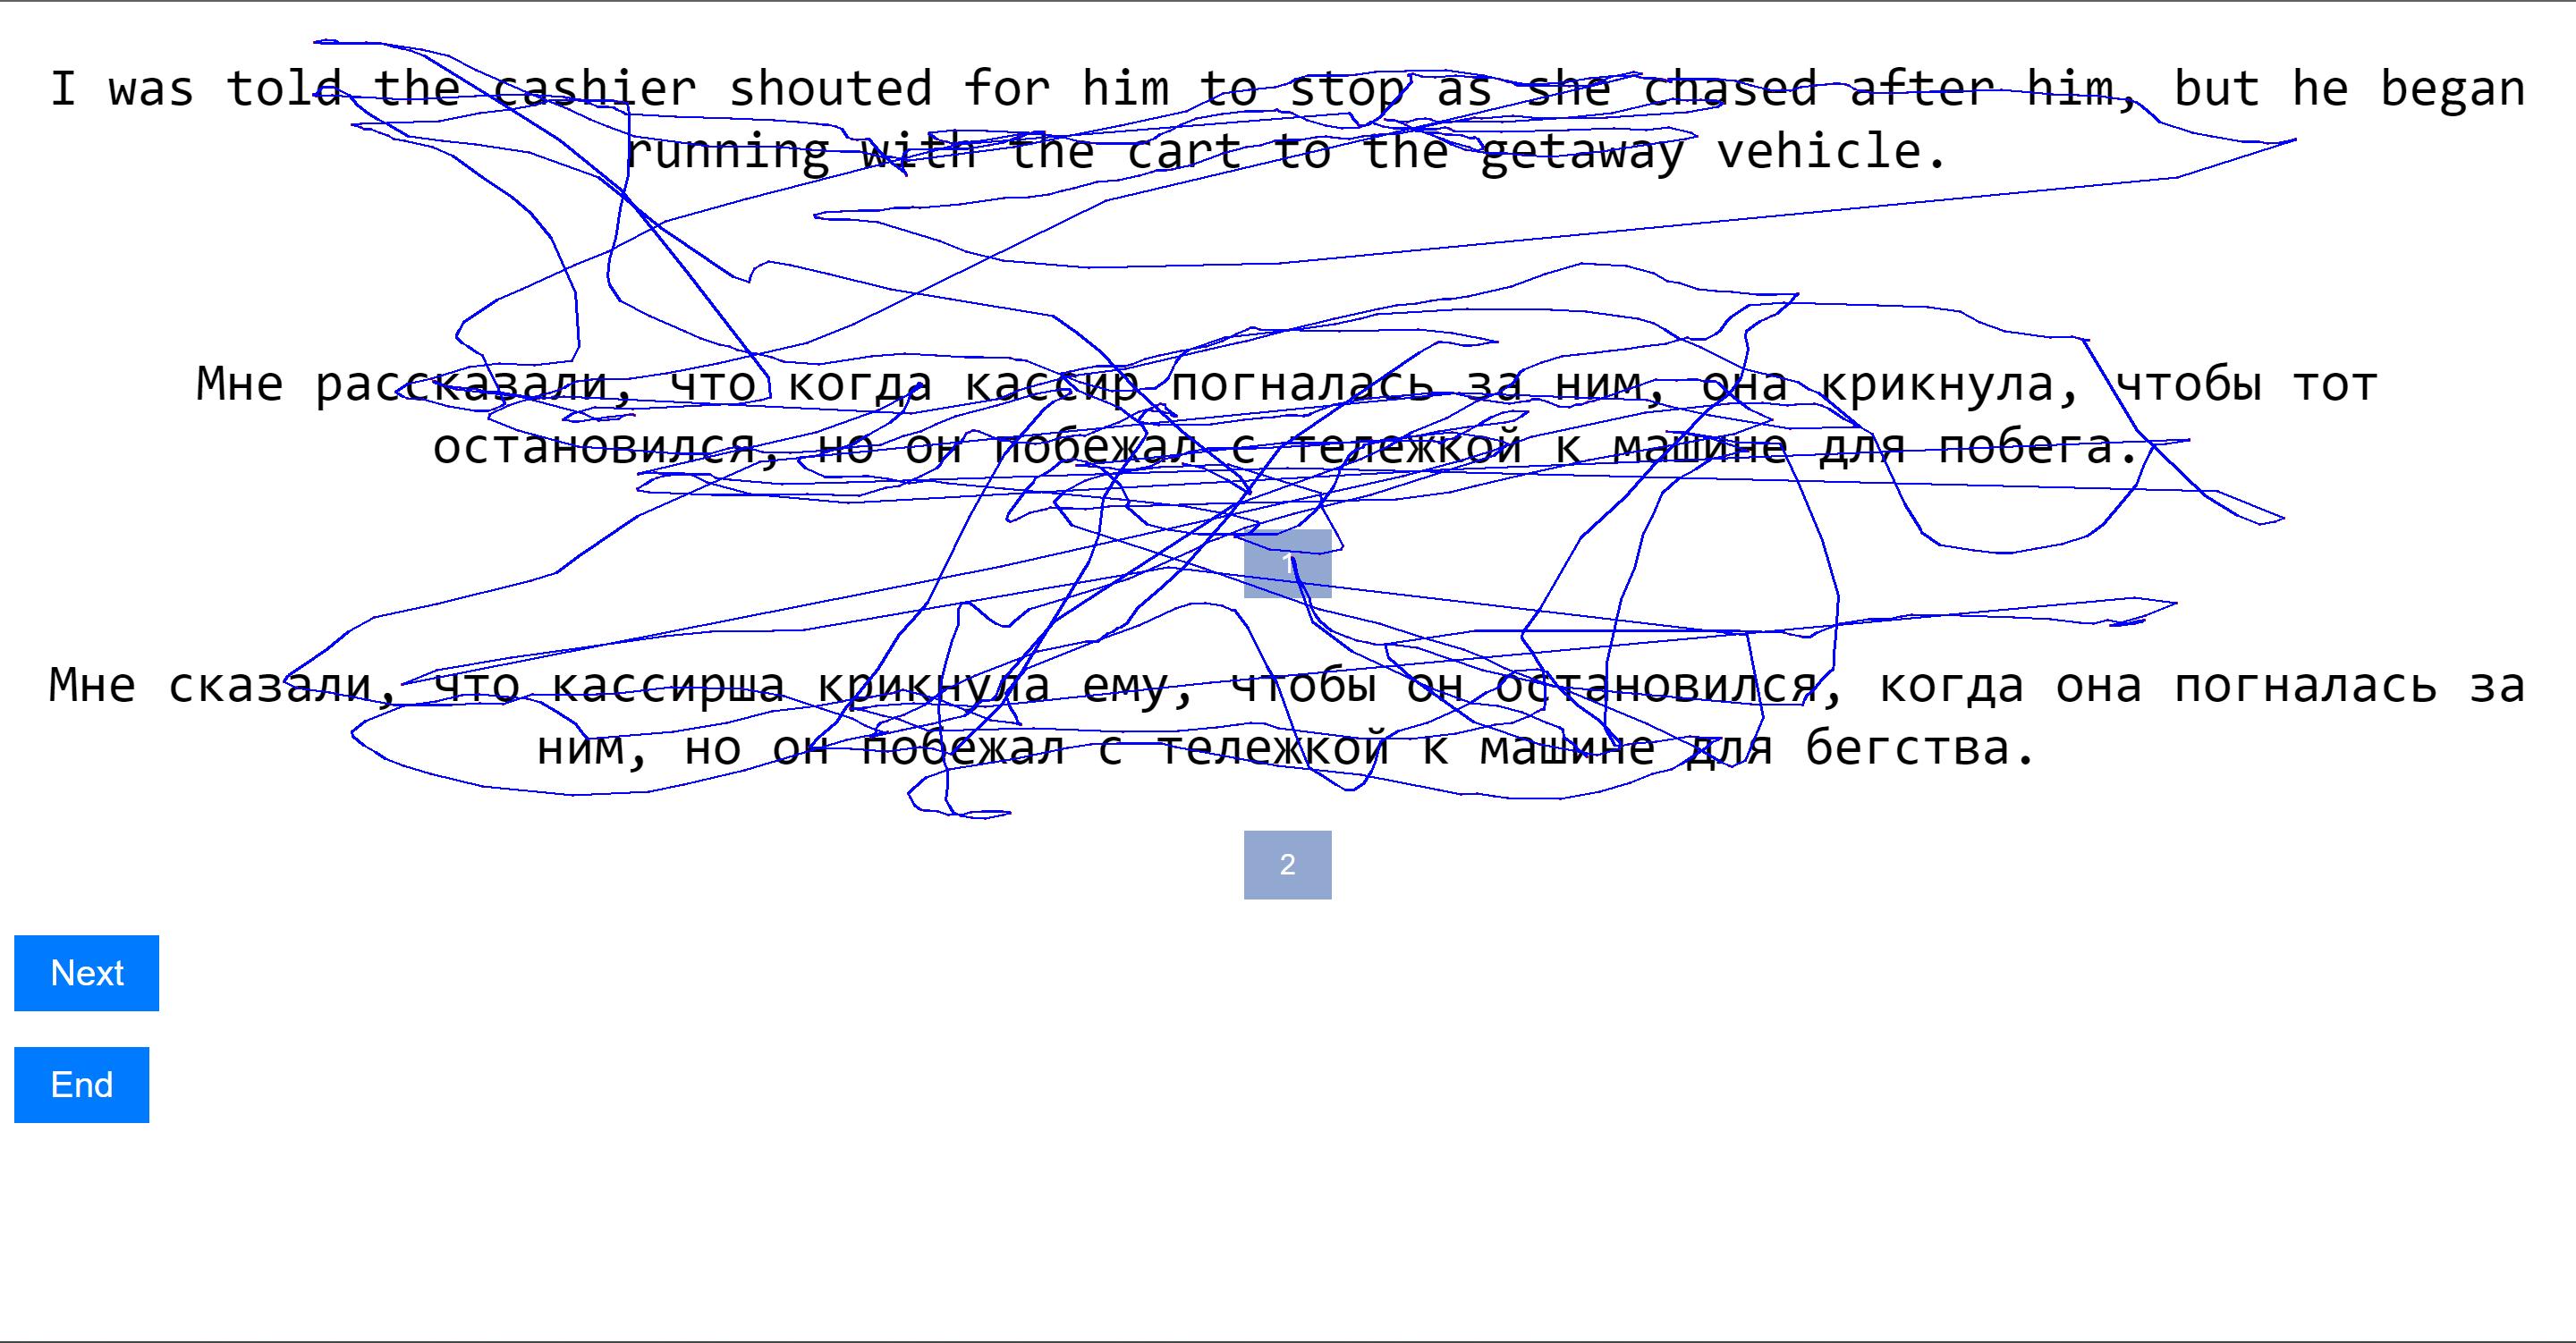 I was told the cashier shouted for him to stop as she chased after him, but he began
running with the cart to the getaway vehicle.
Мне рассказали, что когда кассир погналась за ним, она крикнула, чтобы тот
остановился, но он побежал с тележкой к машине для побега.
1
Мне сказали, что кассирша крикнула ему, чтобы он остановился, когда она погналась за
ним, но он побежал с тележкой к машине для бегства.
2
Next
End